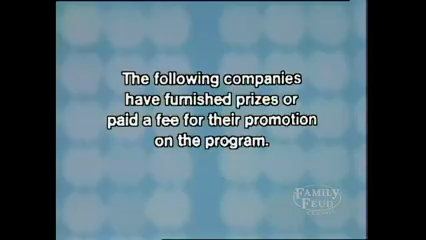 The following companies
have furnished prizes or
paid a fee for their promotion
on the program.
FAMILY
FEUD